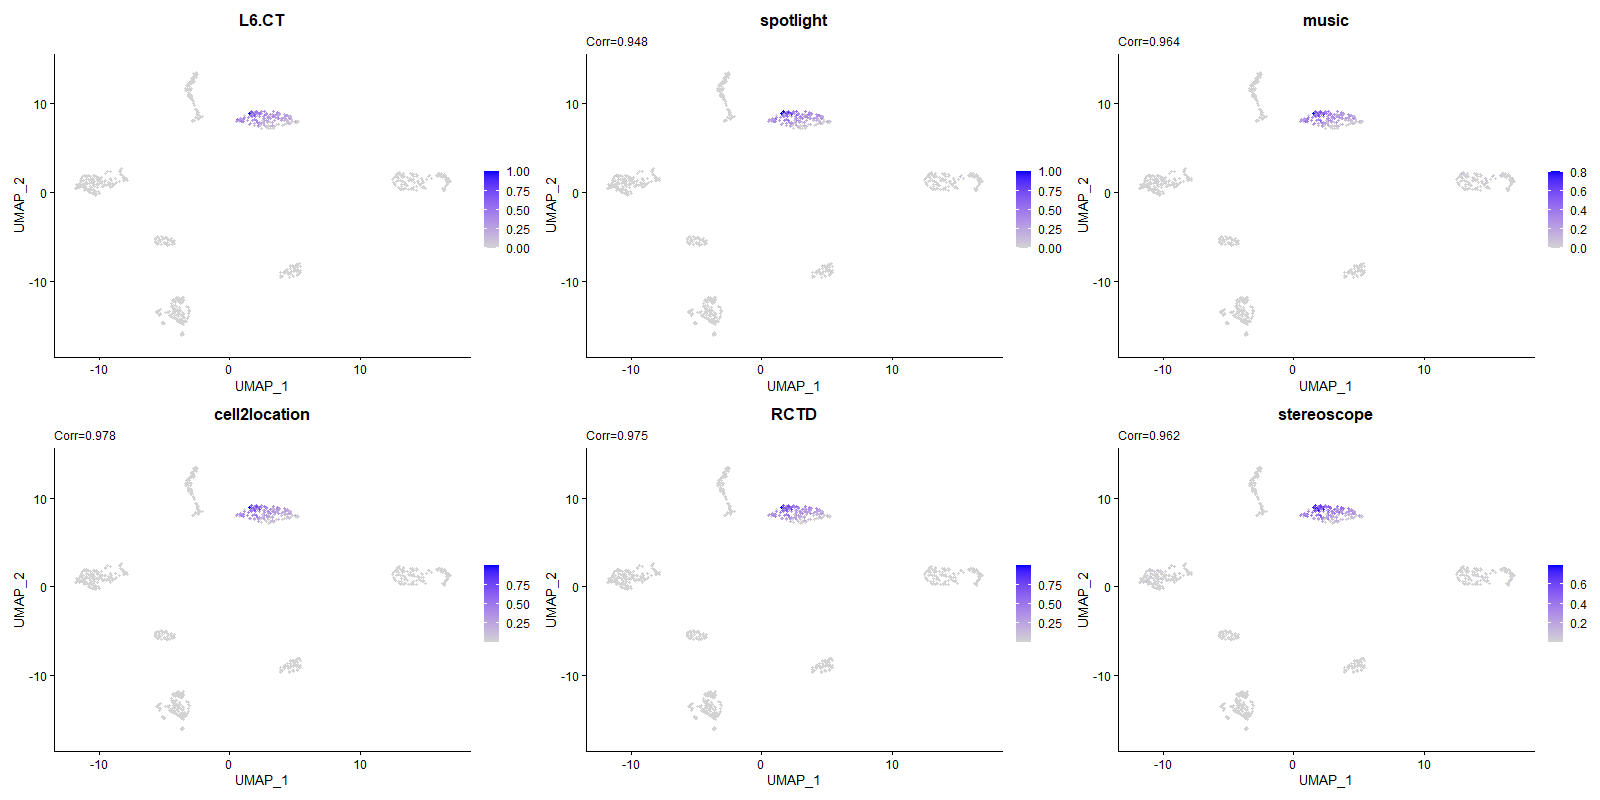 L6.CT
10
0
-10
-10
0
10
UMAP_1
UMAP_2
1.00
0.75
0.50
0.25
0.00
spotlight
Corr=0.948
10
0
-10
-10
0
10
UMAP_1
UMAP_2
1.00
0.75
0.50
0.25
0.00
music
Corr=0.964
10
0
-10
-10
0
10
UMAP_1
UMAP_2
0.8
0.6
0.4
0.2
0.0
cell2location
Corr=0.978
10
0
-10
-10
0
10
UMAP_1
UMAP_2
0.75
0.50
0.25
RCTD
Corr=0.975
10
0
-10
-10
0
10
UMAP_1
UMAP_2
0.75
0.50
0.25
stereoscope
Corr=0.962
10
0
-10
-10
0
10
UMAP_1
UMAP_2
0.6
0.4
0.2